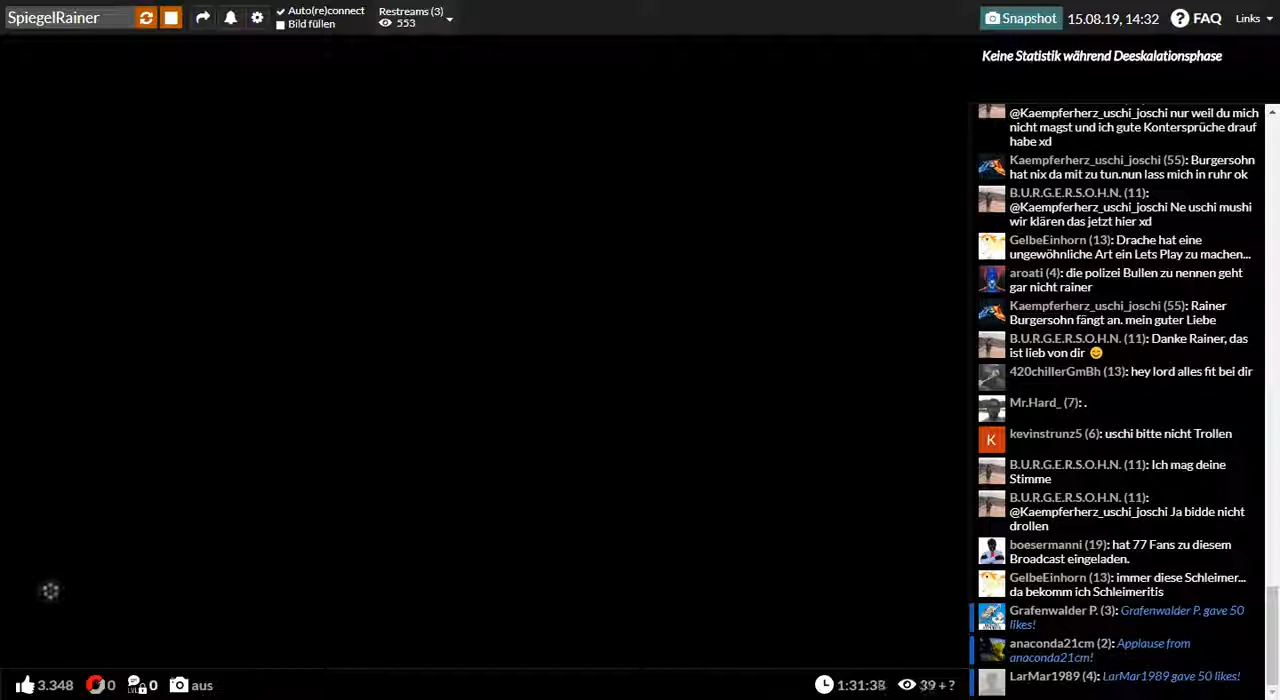 SpiegelRainer
Auto(re)connect
Bild füllen
Restreams (3)
553
Snapshot
15.08.19, 14:32
FAQ
Links
Keine Statistik während Deeskalationsphase
@Kaempferherz_uschi_joschi nur weil du mich
nicht magst und ich gute Kontersprüche drauf
habe xd
Kaempferherz_uschi_joschi (55): Burgersohn
hat nix da mit zu tun.nun lass mich in ruhr ok
B.U.R.G.E.R.S.O.H.N. (11):
@Kaempferherz_uschi_joschi Ne uschi mushi
wir klären das jetzt hier xd
GelbeEinhorn (13): Drache hat eine
ungewöhnliche Art ein Lets Play zu machen...
aroati (4): die polizei Bullen zu nennen geht
gar nicht rainer
Kaempferherz_uschi_joschi (55): Rainer
Burgersohn fängt an. mein guter Liebe
B.U.R.G.E.R.S.O.H.N. (11): Danke Rainer, das
ist lieb von dir 😊
420chillerGmBh (13): hey lord alles fit bei dir
Mr.Hard_ (7): .
K
kevinstrunz5 (6): uschi bitte nicht Trollen
B.U.R.G.E.R.S.O.H.N. (11): Ich mag deine
Stimme
B.U.R.G.E.R.S.O.H.N. (11):
@Kaempferherz_uschi_joschi Ja bidde nicht
drollen
boesermanni (19): hat 77 Fans zu diesem
Broadcast eingeladen.
GelbeEinhorn (13): immer diese Schleimer...
da bekomm ich Schleimeritis
Grafenwalder P. (3): Grafenwalder P. gave 50
likes!
anaconda21cm (2): Applause from
anaconda21cm!
LarMar1989 (4): LarMar1989 gave 50 likes!
3.348
0
LVL
0
aus
1:31:38
39 + ?